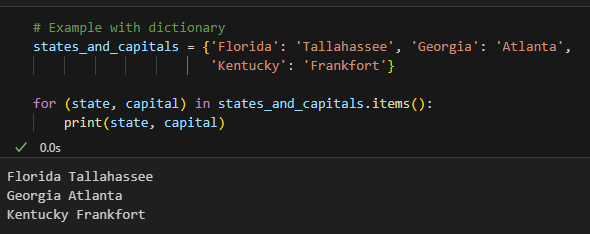 # Example with dictionary
states_and_capitals = {'Florida': 'Tallahassee', 'Georgia': 'Atlanta',
                       'Kentucky': 'Frankfort'}
for (state, capital) in states_and_capitals.items():
    print(state, capital)
0.0s
Florida Tallahassee
Georgia Atlanta
Kentucky Frankfort